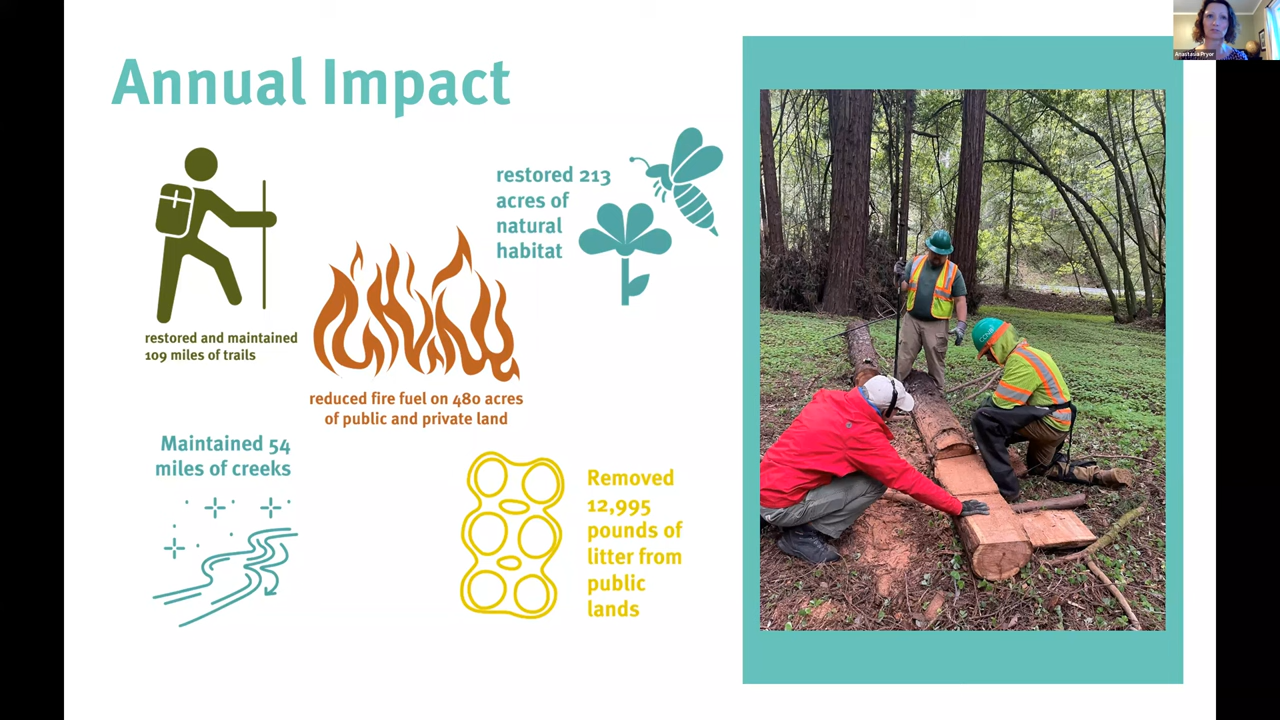 Annual Impact
restored 213
acres of
natural
habitat
restored and maintained
109 miles of trails
reduced fire fuel on 480 acres
of public and private land
Maintained 54
miles of creeks
Removed
12,995
pounds of
litter from
public
lands
Anastasia Pryor